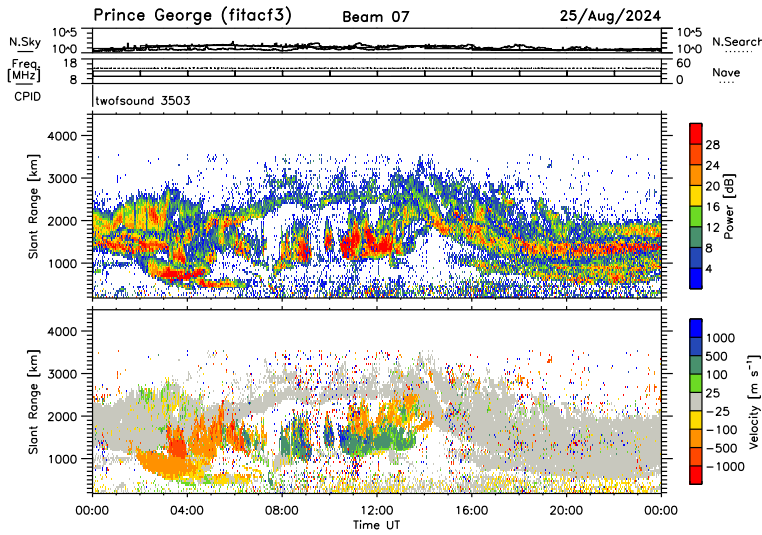 Prince George (fitacf3) Beam 07 25/Aug/2024
N.Sky 10^5 10^0 10^5 10^0 N.Search
Freq. [MHz] 18 8 60 0 Nave
CPID twofsound 3503
Slant Range [km] 4000 3000 2000 1000
28 24 20 16 12 8 4 Power [dB]
Slant Range [km] 4000 3000 2000 1000
1000 500 100 25 −25 −100 −500 −1000 Velocity [m s⁻¹]
00:00 04:00 08:00 12:00 16:00 20:00 00:00
Time UT